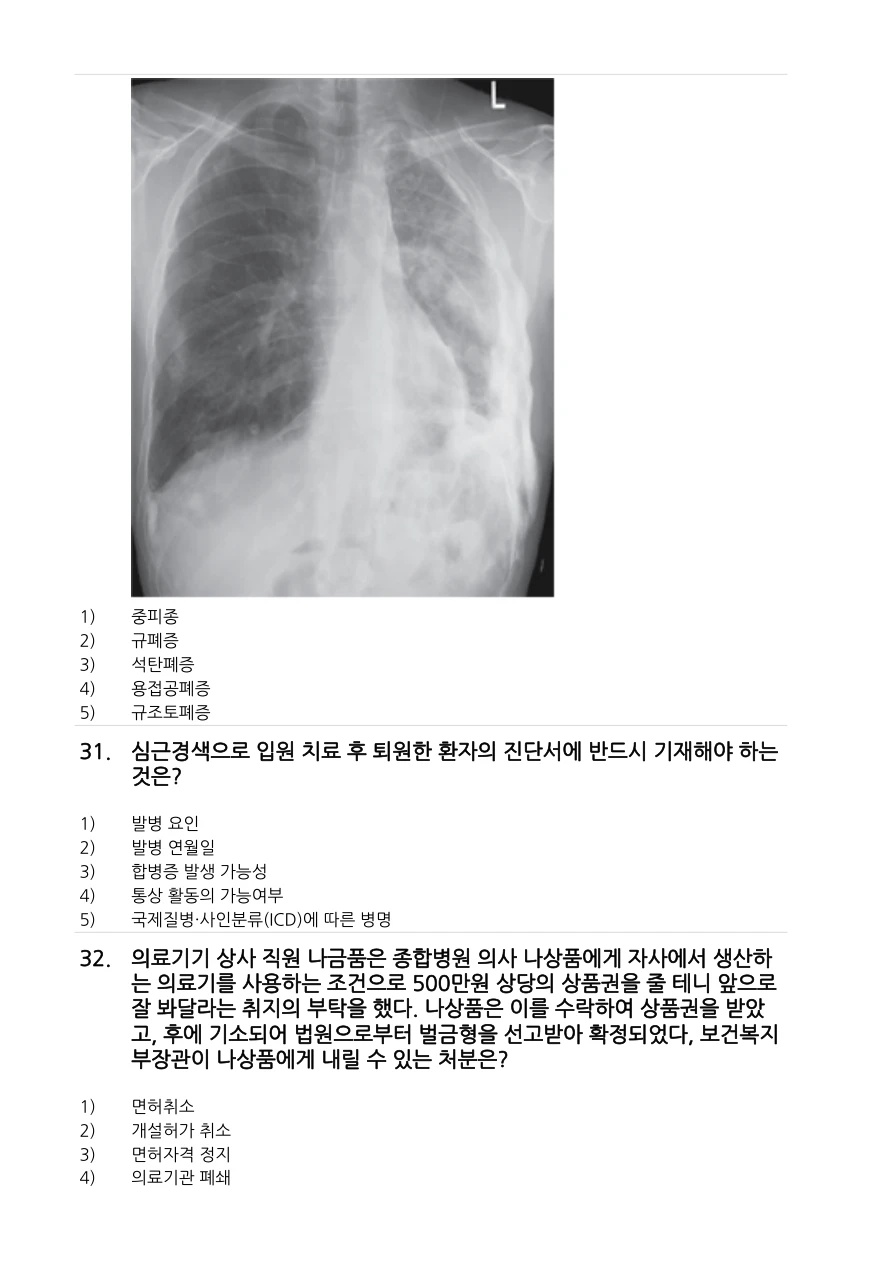 L
1) 중피종
2) 규폐증
3) 석탄폐증
4) 용접공폐증
5) 규조토폐증
31. 심근경색으로 입원 치료 후 퇴원한 환자의 진단서에 반드시 기재해야 하는
것은?
1) 발병 요인
2) 발병 연월일
3) 합병증 발생 가능성
4) 통상 활동의 가능여부
5) 국제질병·사인분류(ICD)에 따른 병명
32. 의료기기 상사 직원 나금품은 종합병원 의사 나상품에게 자사에서 생산하
는 의료기를 사용하는 조건으로 500만원 상당의 상품권을 줄 테니 앞으로
잘 봐달라는 취지의 부탁을 했다. 나상품은 이를 수락하여 상품권을 받았
고, 후에 기소되어 법원으로부터 벌금형을 선고받아 확정되었다, 보건복지
부장관이 나상품에게 내릴 수 있는 처분은?
1) 면허취소
2) 개설허가 취소
3) 면허자격 정지
4) 의료기관 폐쇄